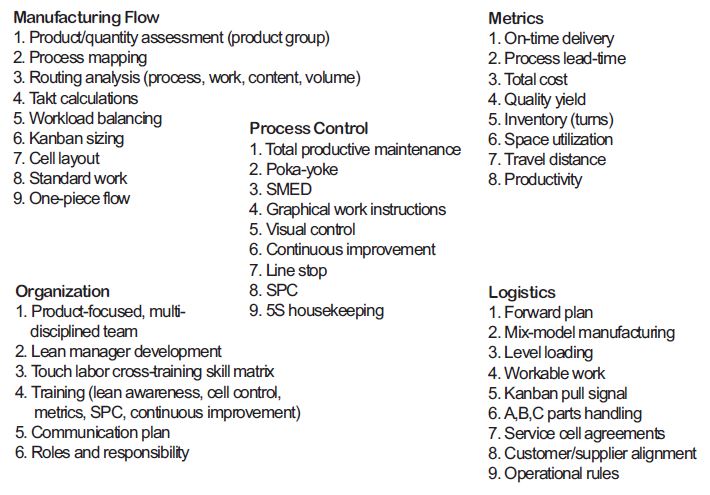 Manufacturing Flow
1. Product/quantity assessment (product group)
2. Process mapping
3. Routing analysis (process, work, content, volume)
4. Takt calculations
5. Workload balancing
6. Kanban sizing
7. Cell layout
8. Standard work
9. One-piece flow
Process Control
1. Total productive maintenance
2. Poka-yoke
3. SMED
4. Graphical work instructions
5. Visual control
6. Continuous improvement
7. Line stop
8. SPC
9. 5S housekeeping
Metrics
1. On-time delivery
2. Process lead-time
3. Total cost
4. Quality yield
5. Inventory (turns)
6. Space utilization
7. Travel distance
8. Productivity
Organization
1. Product-focused, multi-
disciplined team
2. Lean manager development
3. Touch labor cross-training skill matrix
4. Training (lean awareness, cell control,
metrics, SPC, continuous improvement)
5. Communication plan
6. Roles and responsibility
Logistics
1. Forward plan
2. Mix-model manufacturing
3. Level loading
4. Workable work
5. Kanban pull signal
6. A,B,C parts handling
7. Service cell agreements
8. Customer/supplier alignment
9. Operational rules